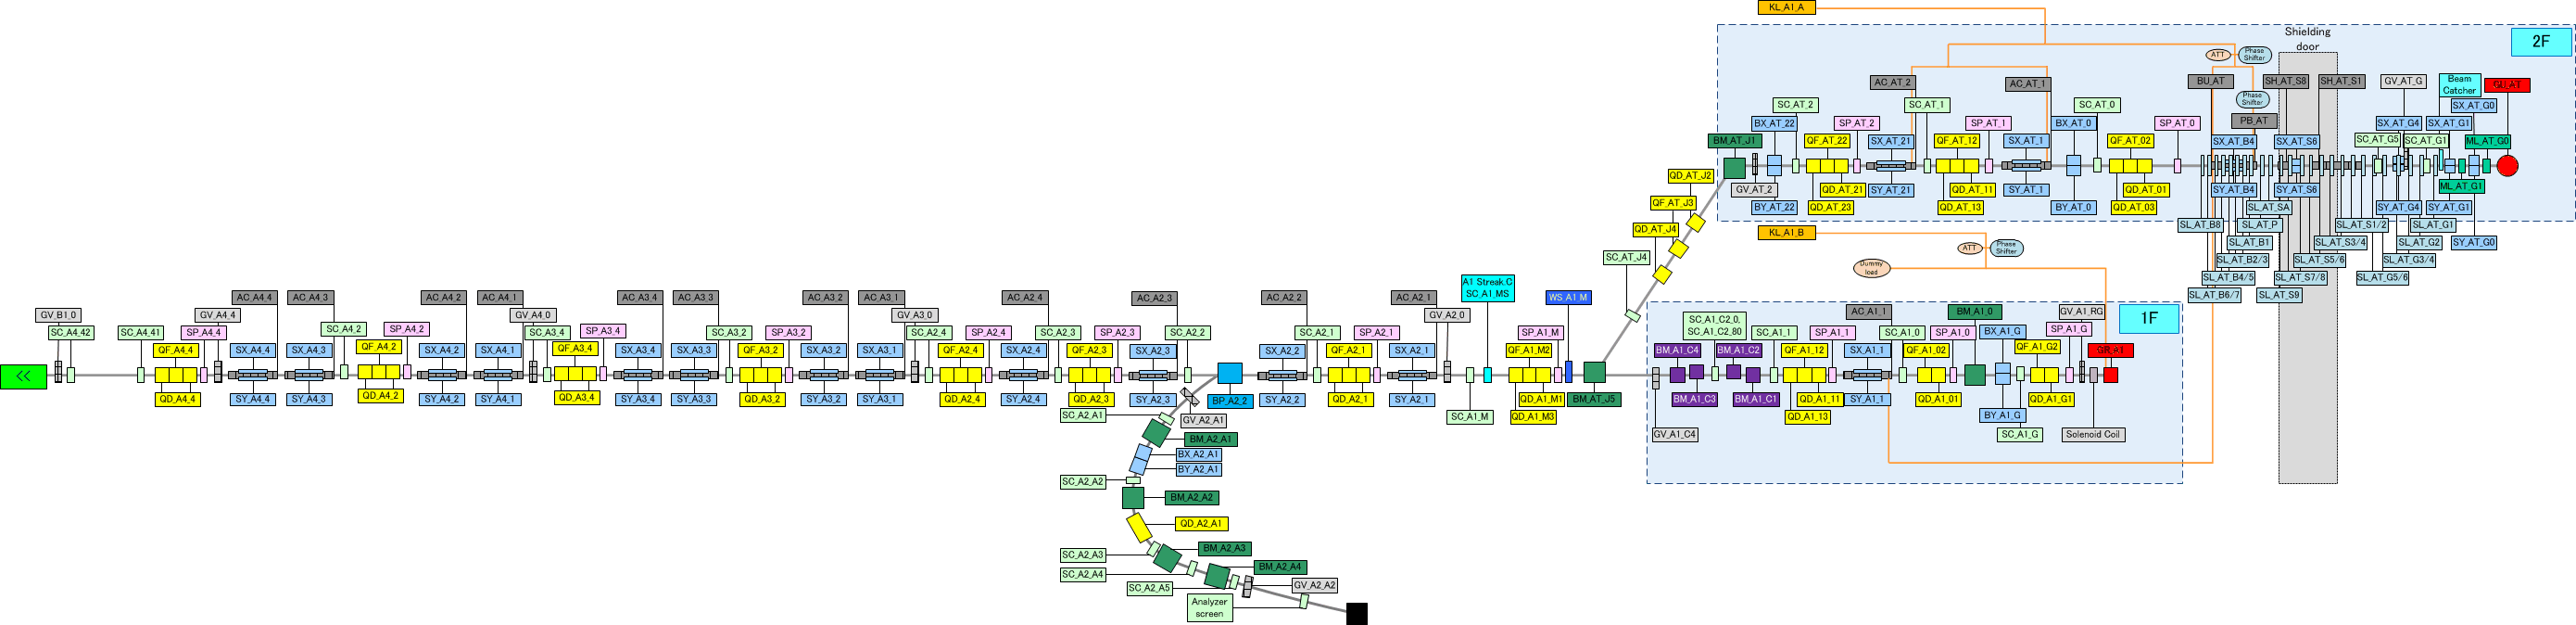 KL_A1_A
Shielding
door
2F
ATT
Phase
Shifter
AC_AT_2
AC_AT_1
BU_AT
SH_AT_S8
SH_AT_S1
GV_AT_G
Beam
Catcher
GU_AT
Phase
Shifter
SC_AT_2
SC_AT_1
SC_AT_0
SX_AT_G0
PB_AT
BX_AT_22
SP_AT_2
SP_AT_1
BX_AT_0
SP_AT_0
SX_AT_G4
SX_AT_G1
BM_AT_J1
QF_AT_22
SX_AT_21
QF_AT_12
SX_AT_1
QF_AT_02
SX_AT_B4
SX_AT_S6
SC_AT_G5
SC_AT_G1
ML_AT_G0
QD_AT_J2
GV_AT_2
QD_AT_21
SY_AT_21
QD_AT_11
SY_AT_1
QD_AT_01
SY_AT_B4
SY_AT_S6
ML_AT_G1
QF_AT_J3
BY_AT_22
QD_AT_23
QD_AT_13
BY_AT_0
QD_AT_03
SL_AT_SA
SY_AT_G4
SY_AT_G1
QD_AT_J4
KL_A1_B
SL_AT_B8
SL_AT_P
SL_AT_S1/2
SL_AT_G1
ATT
Phase
Shifter
SL_AT_B1
SL_AT_S3/4
SL_AT_G2
SY_AT_G0
SC_AT_J4
Dummy
load
SL_AT_B2/3
SL_AT_S5/6
SL_AT_G3/4
SL_AT_B4/5
SL_AT_S7/8
SL_AT_G5/6
SL_AT_B6/7
SL_AT_S9
AC_A4_4
AC_A4_3
AC_A4_2
AC_A4_1
AC_A3_4
AC_A3_3
AC_A3_2
AC_A3_1
AC_A2_4
AC_A2_3
AC_A2_2
AC_A2_1
A1 Streak.C
SC_A1_MS
WS_A1_M
GV_B1_0
GV_A4_4
GV_A4_0
GV_A3_0
GV_A2_0
SC_A1_C2_0,
SC_A1_C2_80
AC_A1_1
BM_A1_0
GV_A1_RG
1F
SC_A4_42
SC_A4_41
SP_A4_4
SC_A4_2
SP_A4_2
SC_A3_4
SP_A3_4
SC_A3_2
SP_A3_2
SC_A2_4
SP_A2_4
SC_A2_3
SP_A2_3
SC_A2_2
SC_A2_1
SP_A2_1
SP_A1_M
SC_A1_1
SP_A1_1
SC_A1_0
SP_A1_0
BX_A1_G
SP_A1_G
QF_A4_4
SX_A4_4
SX_A4_3
QF_A4_2
SX_A4_2
SX_A4_1
QF_A3_4
SX_A3_4
SX_A3_3
QF_A3_2
SX_A3_2
SX_A3_1
QF_A2_4
SX_A2_4
QF_A2_3
SX_A2_3
SX_A2_2
QF_A2_1
SX_A2_1
QF_A1_M2
BM_A1_C4
BM_A1_C2
QF_A1_12
SX_A1_1
QF_A1_02
QF_A1_G2
GR_A1
<<
QD_A4_4
SY_A4_4
SY_A4_3
QD_A4_2
SY_A4_2
SY_A4_1
QD_A3_4
SY_A3_4
SY_A3_3
QD_A3_2
SY_A3_2
SY_A3_1
QD_A2_4
SY_A2_4
QD_A2_3
SY_A2_3
BP_A2_2
SY_A2_2
QD_A2_1
SY_A2_1
QD_A1_M1
BM_AT_J5
BM_A1_C3
BM_A1_C1
QD_A1_11
SY_A1_1
QD_A1_01
QD_A1_G1
SC_A2_A1
GV_A2_A1
SC_A1_M
QD_A1_M3
QD_A1_13
BY_A1_G
BM_A2_A1
GV_A1_C4
SC_A1_G
Solenoid Coil
BX_A2_A1
BY_A2_A1
SC_A2_A2
BM_A2_A2
QD_A2_A1
SC_A2_A3
BM_A2_A3
SC_A2_A4
BM_A2_A4
SC_A2_A5
GV_A2_A2
Analyzer
screen